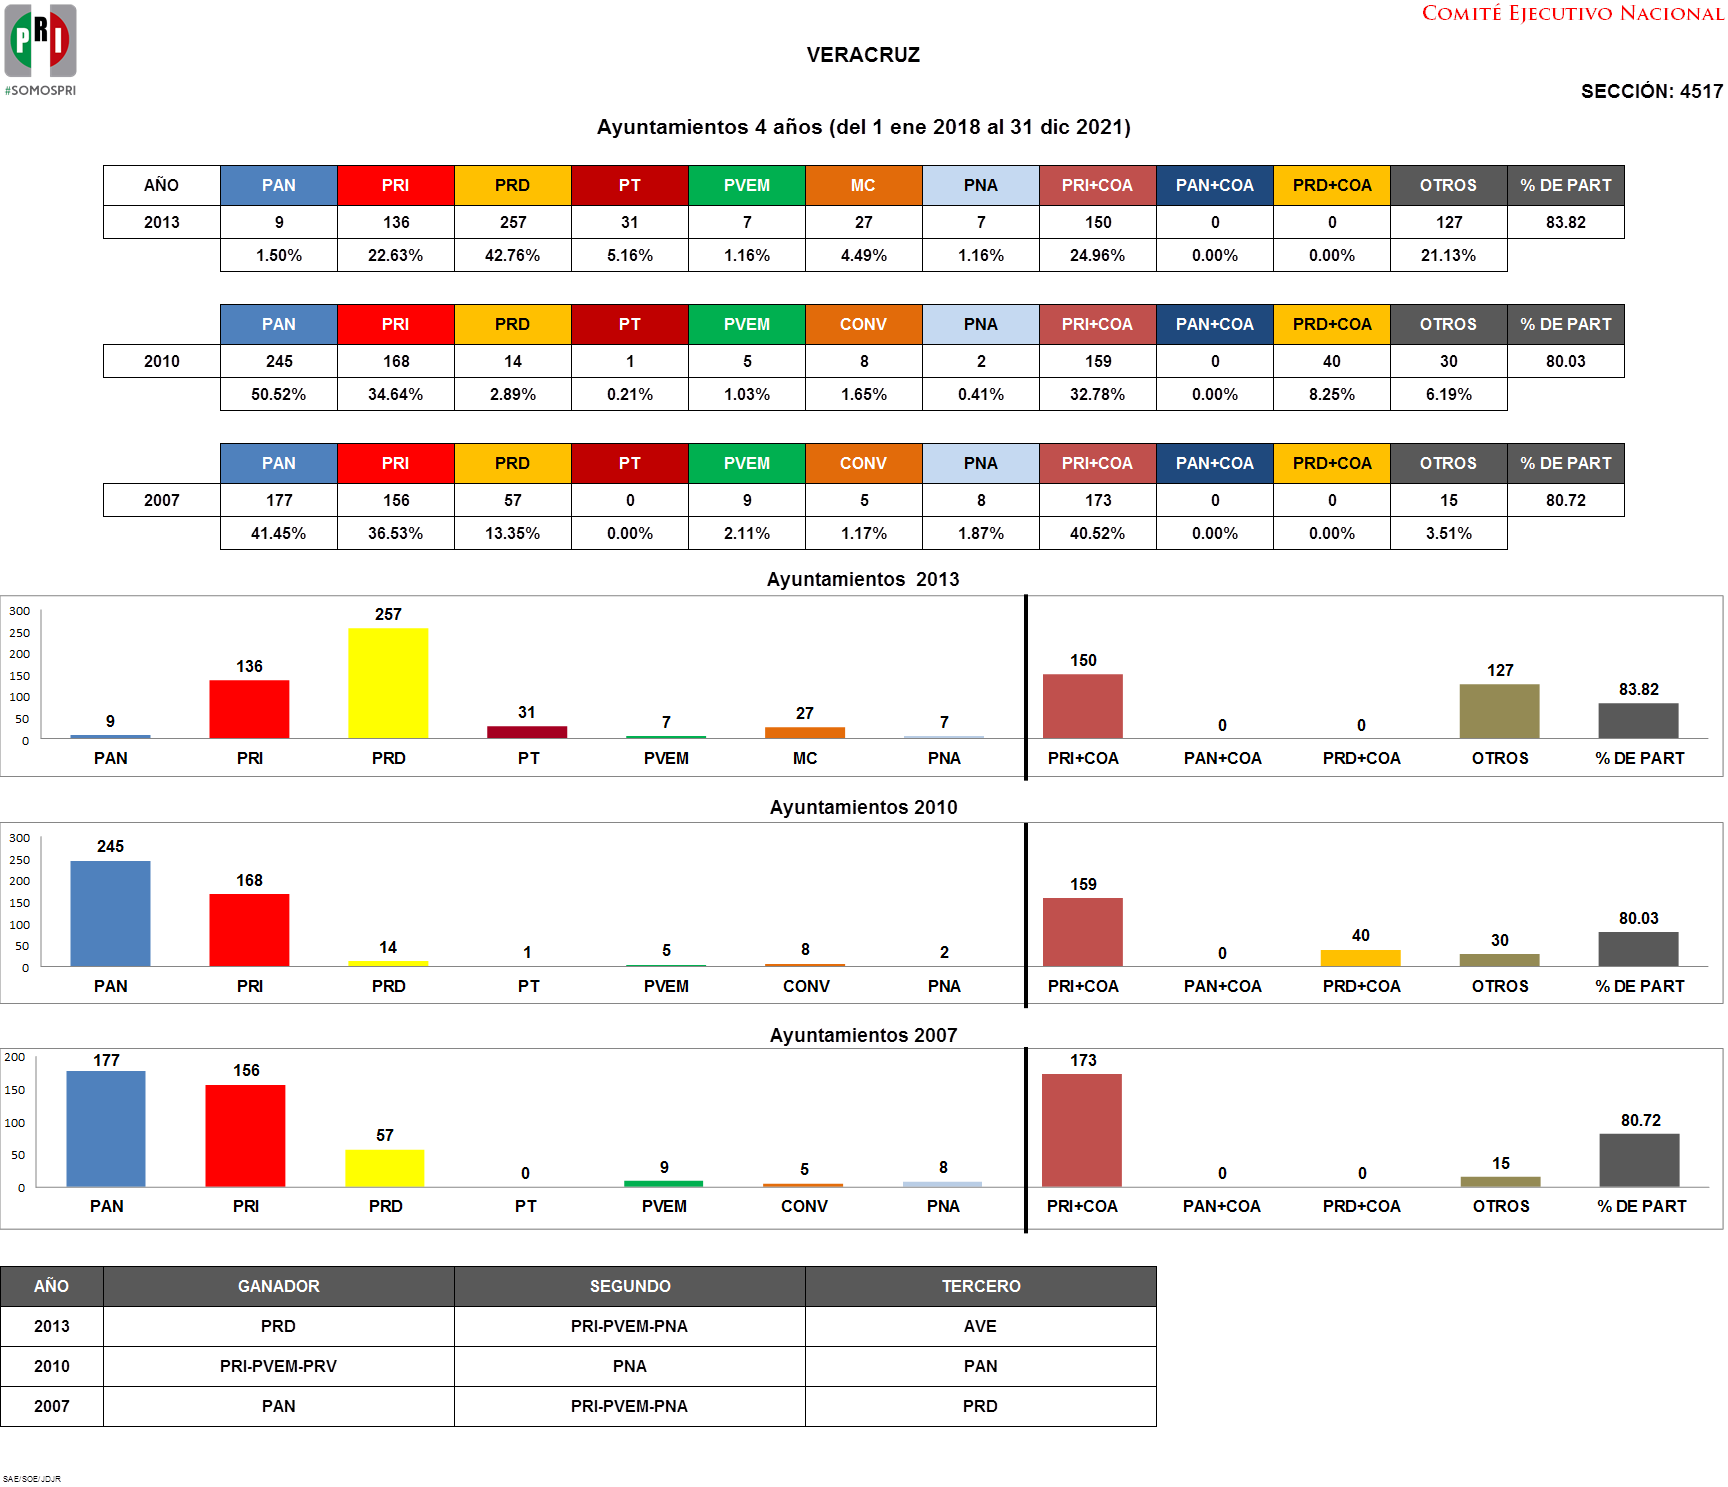 PRI
COMITÉ EJECUTIVO NACIONAL
#SOMOSPRI
VERACRUZ
SECCIÓN: 4517
Ayuntamientos 4 años (del 1 ene 2018 al 31 dic 2021)
AÑO PAN PRI PRD PT PVEM MC PNA PRI+COA PAN+COA PRD+COA OTROS % DE PART
2013 9 136 257 31 7 27 7 150 0 0 127 83.82
1.50% 22.63% 42.76% 5.16% 1.16% 4.49% 1.16% 24.96% 0.00% 0.00% 21.13%
PAN PRI PRD PT PVEM CONV PNA PRI+COA PAN+COA PRD+COA OTROS % DE PART
2010 245 168 14 1 5 8 2 159 0 40 30 80.03
50.52% 34.64% 2.89% 0.21% 1.03% 1.65% 0.41% 32.78% 0.00% 8.25% 6.19%
PAN PRI PRD PT PVEM CONV PNA PRI+COA PAN+COA PRD+COA OTROS % DE PART
2007 177 156 57 0 9 5 8 173 0 0 15 80.72
41.45% 36.53% 13.35% 0.00% 2.11% 1.17% 1.87% 40.52% 0.00% 0.00% 3.51%
Ayuntamientos 2013
300
250
200
150
100
50
0
9 136 257 31 7 27 7 150 0 0 127 83.82
PAN PRI PRD PT PVEM MC PNA PRI+COA PAN+COA PRD+COA OTROS % DE PART
Ayuntamientos 2010
300
250
200
150
100
50
0
245 168 14 1 5 8 2 159 0 40 30 80.03
PAN PRI PRD PT PVEM CONV PNA PRI+COA PAN+COA PRD+COA OTROS % DE PART
Ayuntamientos 2007
200
150
100
50
0
177 156 57 0 9 5 8 173 0 0 15 80.72
PAN PRI PRD PT PVEM CONV PNA PRI+COA PAN+COA PRD+COA OTROS % DE PART
AÑO GANADOR SEGUNDO TERCERO
2013 PRD PRI-PVEM-PNA AVE
2010 PRI-PVEM-PRV PNA PAN
2007 PAN PRI-PVEM-PNA PRD
SAE/SOE/JDJR